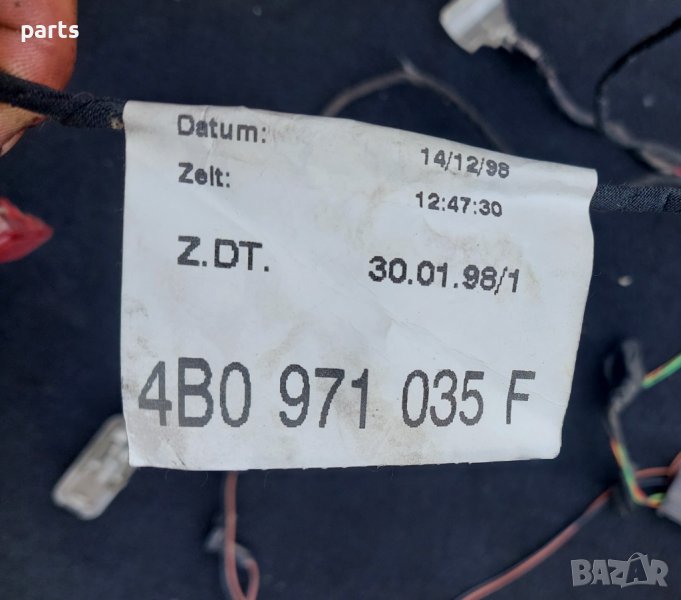 parts
Datum: 14/12/98
Zeit: 12:47:30
Z.DT. 30.01.98/1
4B0 971 035 F
BAZAR